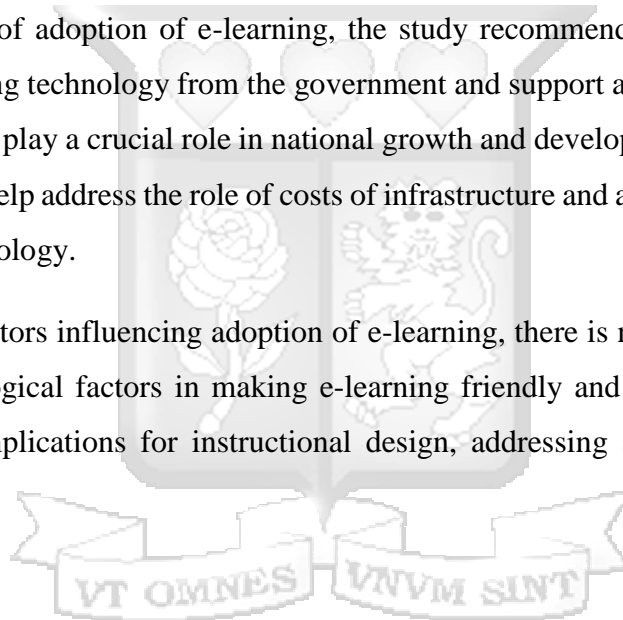 of adoption of e-learning, the study recommend
ng technology from the government and support a
play a crucial role in national growth and develop
elp address the role of costs of infrastructure and a
ology.
tors influencing adoption of e-learning, there is
ogical factors in making e-learning friendly and
nplications for instructional design, addressing
VT OMNES VNVM SINT